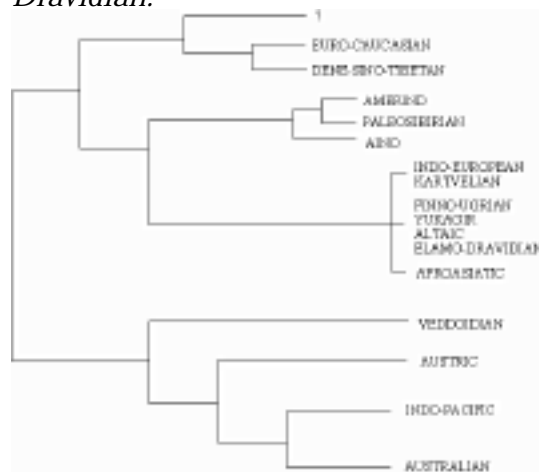 Dravidian.
?
EURO-CAUCASIAN
DENE-SINO-TIBETAN
AMERIND
PALEOSIBIRIAN
AINO
INDO-EUROPEAN
KARTVELIAN
FINNO-UGRIAN
YUKAGIR
ALTAIC
ELAMO-DRAVIDIAN
AFROASIATIC
VEDDOIDIAN
AUSTRIC
INDO-PACIFIC
AUSTRALIAN